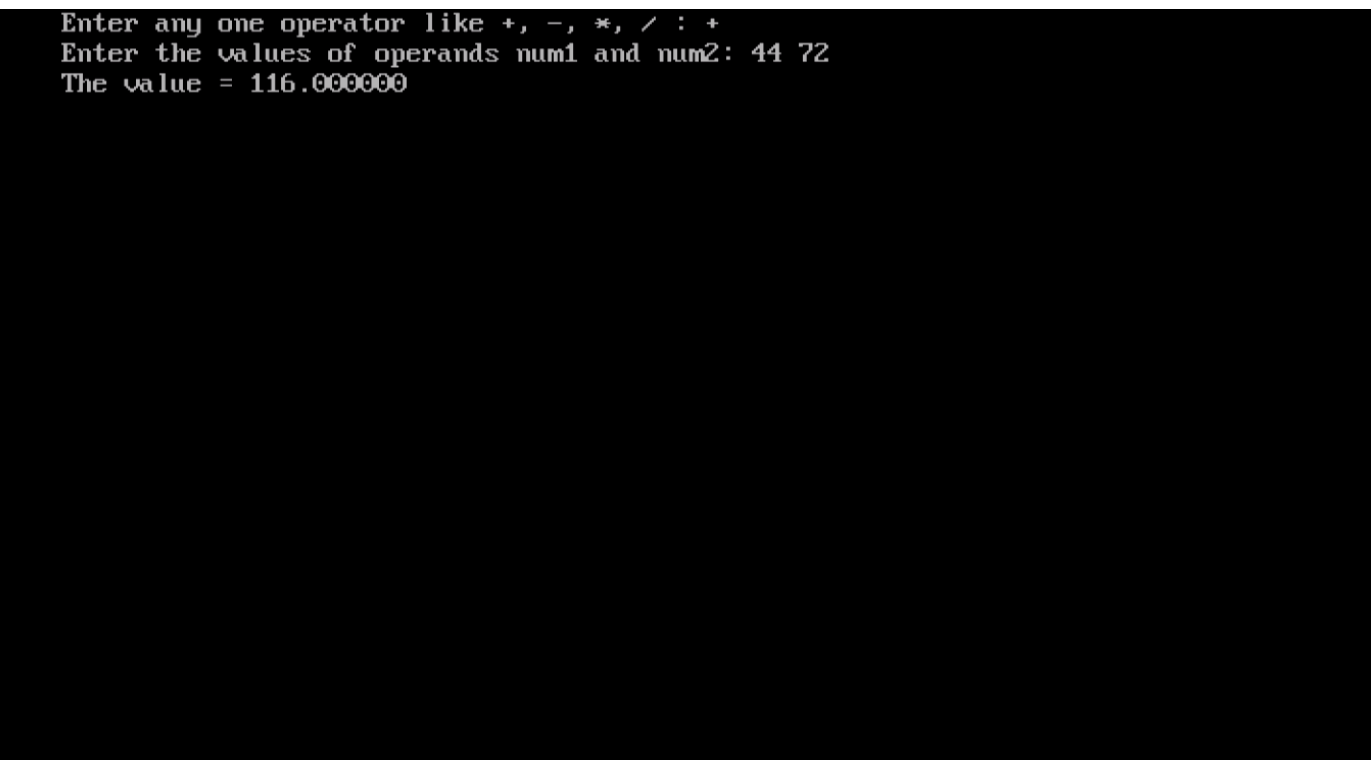 Enter any one operator like +, -, *, / : +
Enter the values of operands num1 and num2: 44 72
The value = 116.000000